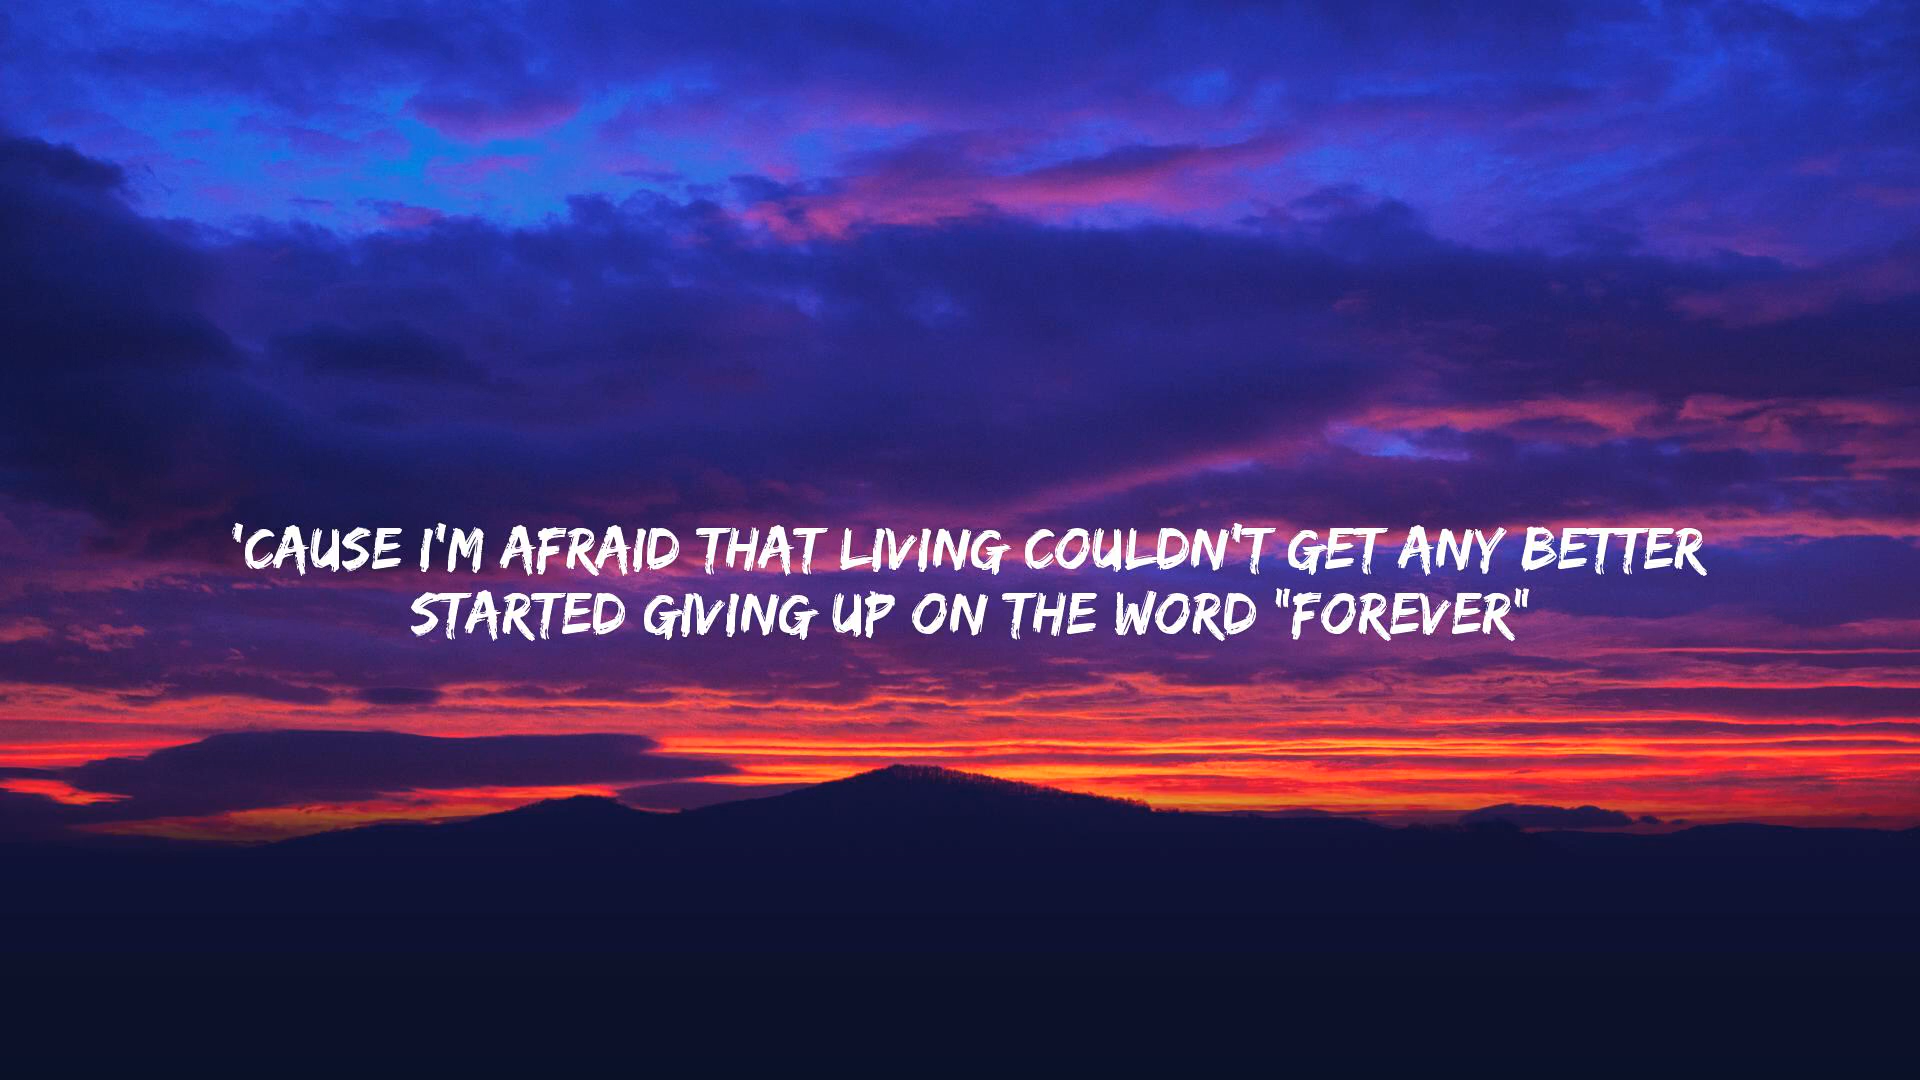 'CAUSE I'M AFRAID THAT LIVING COULDN'T GET ANY BETTER
STARTED GIVING UP ON THE WORD "FOREVER"